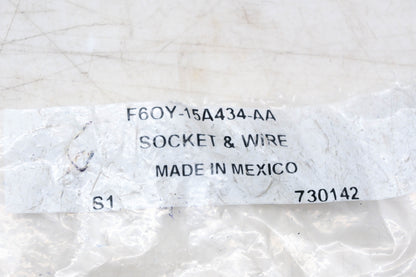 F6OY-15A434-AA
SOCKET & WIRE
MADE IN MEXICO
S1 730142